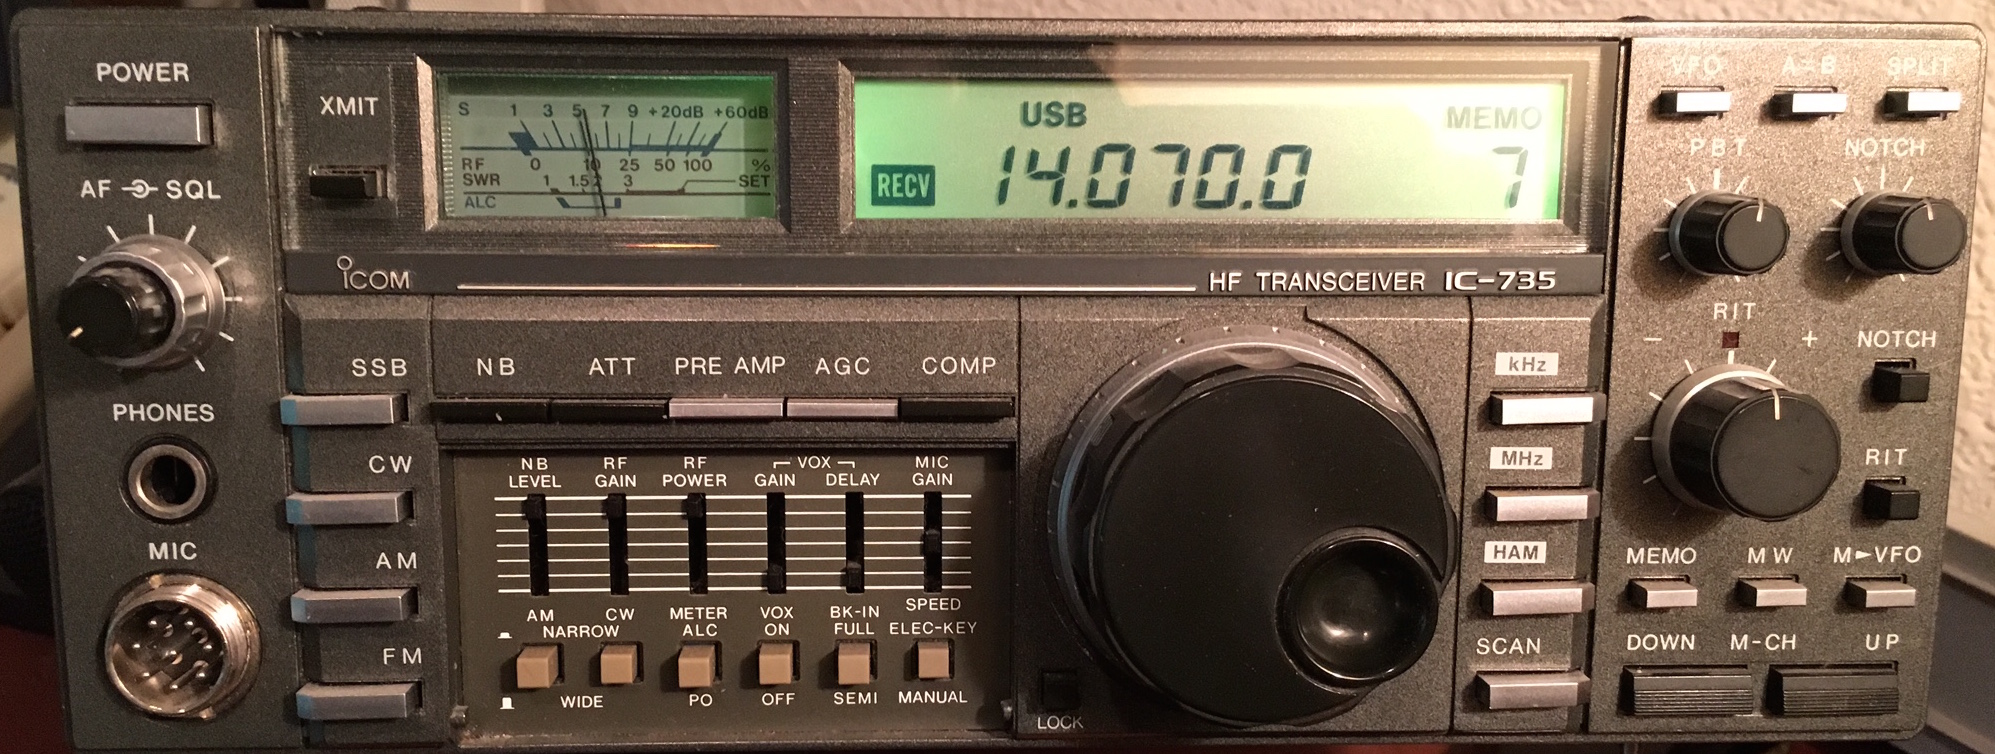 POWER
XMIT
S 1 3 5 7 9 +20dB +60dB
RF 0 10 25 50 100 %
SWR 1 1.5 2 3 SET
ALC
USB
MEMO
RECV
14.070.0
7
VFO A=B SPLIT
PBT NOTCH
AF SQL
ICOM
HF TRANSCEIVER IC-735
RIT
- +
NOTCH
SSB
NB ATT PRE AMP AGC COMP
kHz
PHONES
CW
NB LEVEL
RF GAIN
RF POWER
VOX
GAIN DELAY
MIC GAIN
MHz
RIT
MIC
AM
AM CW
NARROW
METER
ALC
VOX
ON
BK-IN
FULL
SPEED
ELEC-KEY
HAM
MEMO MW M►VFO
FM
WIDE
PO
OFF
SEMI
MANUAL
SCAN
DOWN M-CH UP
LOCK